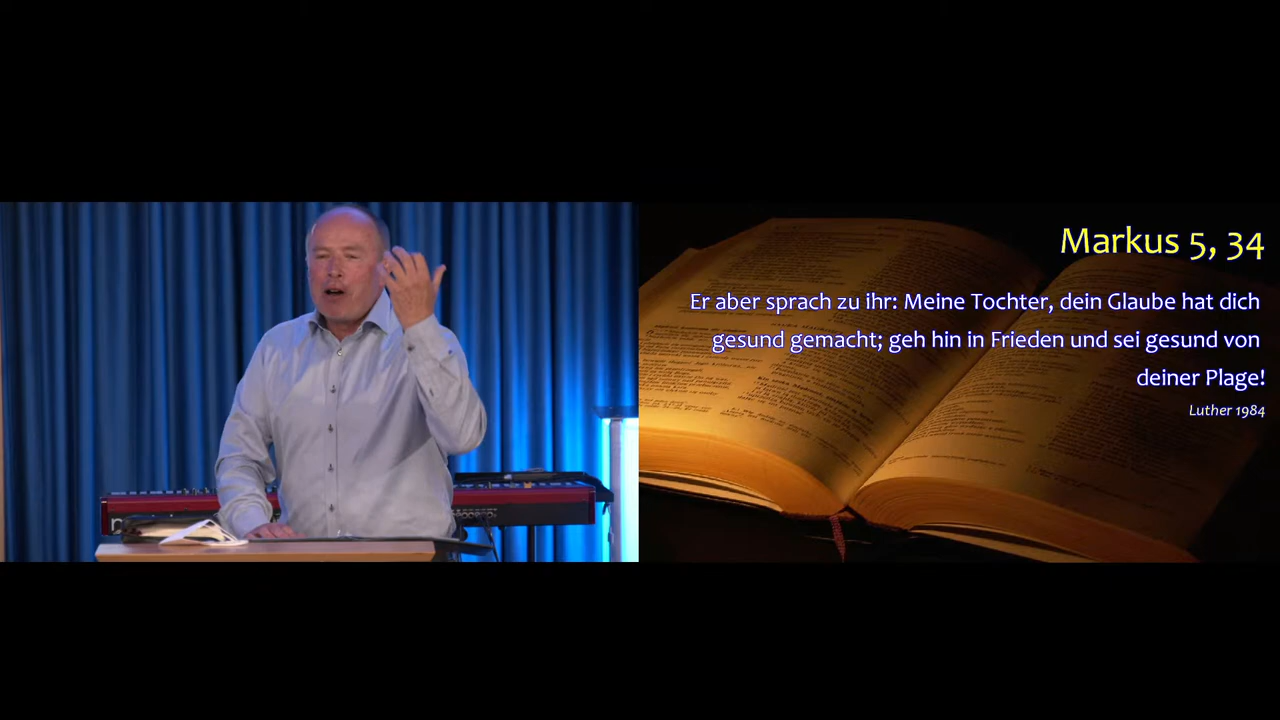 Markus 5, 34
Er aber sprach zu ihr: Meine Tochter, dein Glaube hat dich
gesund gemacht; geh hin in Frieden und sei gesund von
deiner Plage!
Luther 1984